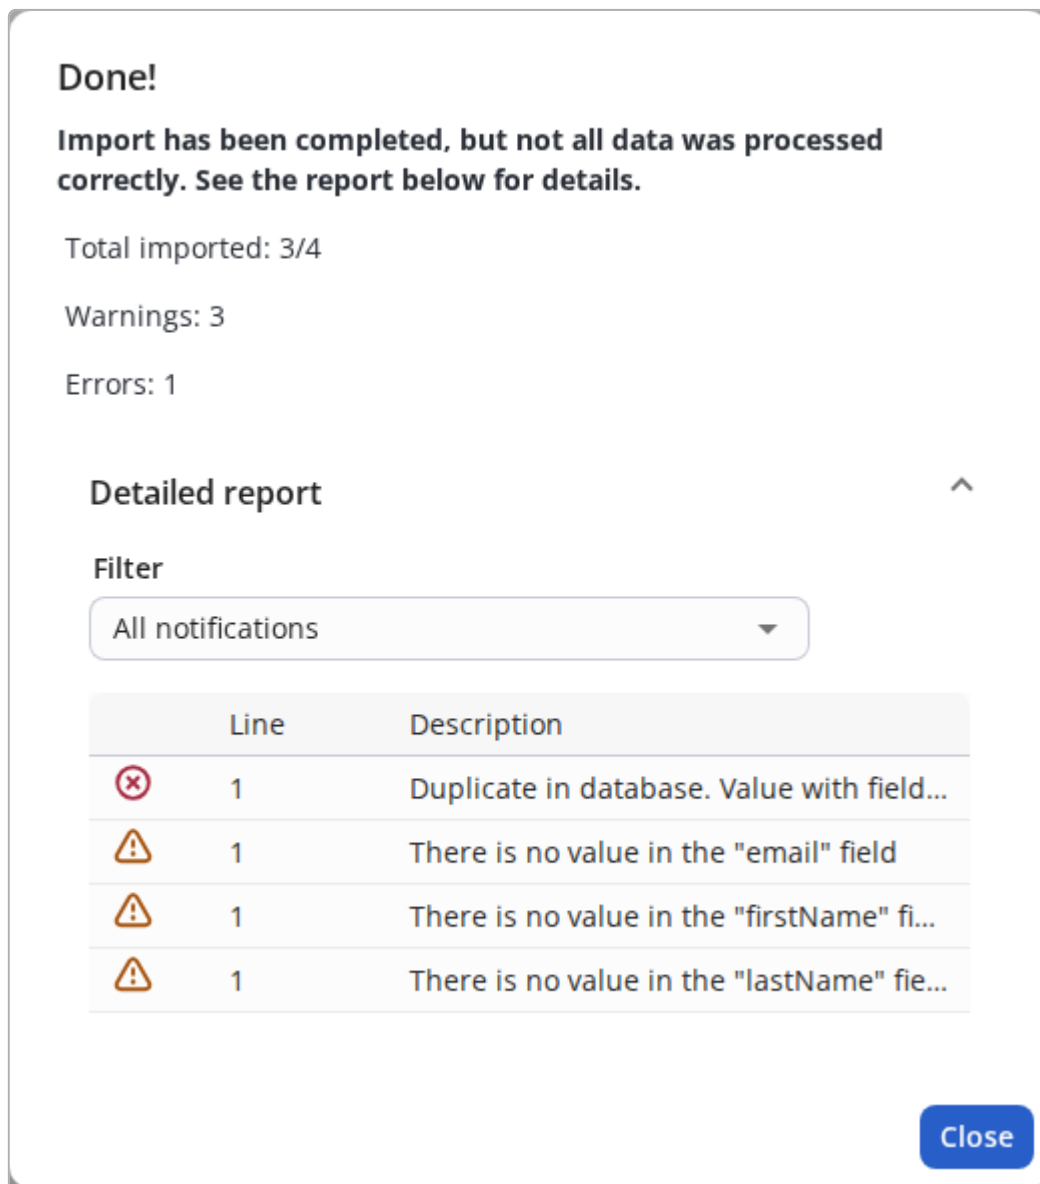 Done!
Import has been completed, but not all data was processed
correctly. See the report below for details.
Total imported: 3/4
Warnings: 3
Errors: 1
Detailed report
Filter
All notifications
Line Description
1 Duplicate in database. Value with field...
1 There is no value in the "email" field
1 There is no value in the "firstName" fi...
1 There is no value in the "lastName" fie...
Close